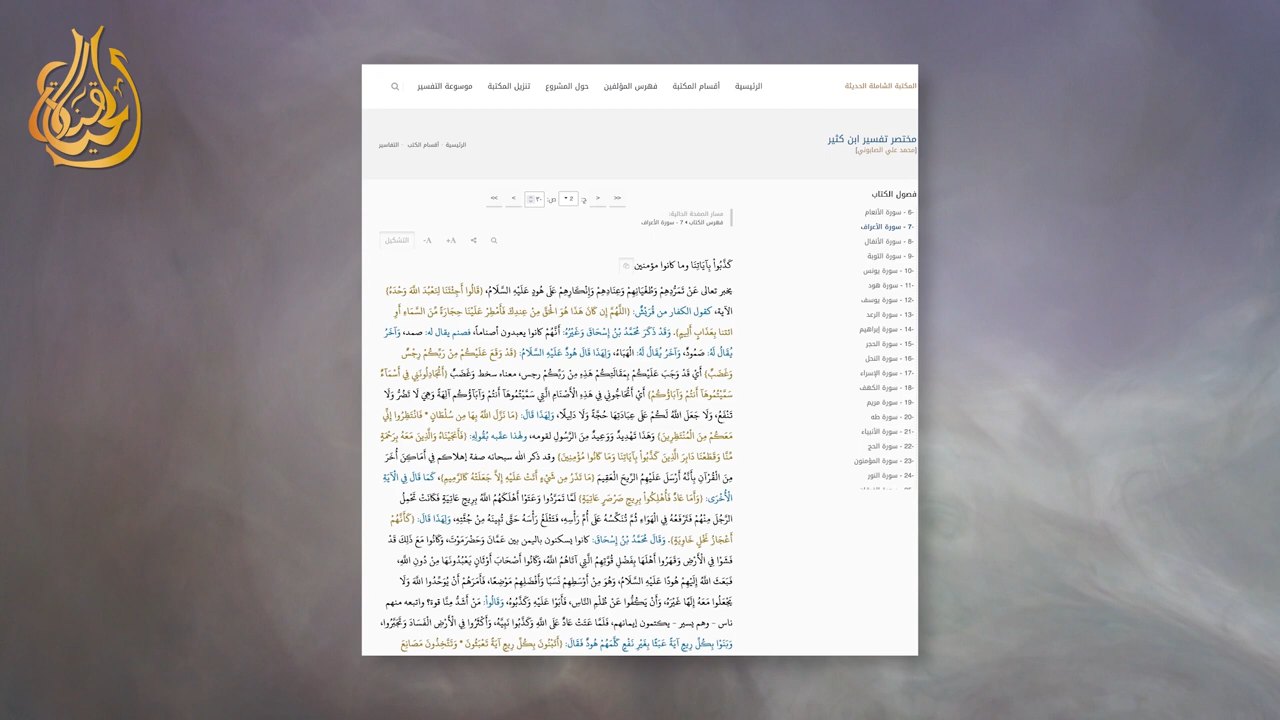 المكتبة الشاملة الحديثة
الرئيسية أقسام المكتبة فهرس المؤلفين حول المشروع تنزيل المكتبة موسوعة التفسير
مختصر تفسير ابن كثير
[محمد علي الصابوني]
الرئيسية أقسام الكتب التفاسير
فصول الكتاب
6- سورة الأنعام
7- سورة الأعراف
8- سورة الأنفال
9- سورة التوبة
10- سورة يونس
11- سورة هود
12- سورة يوسف
13- سورة الرعد
14- سورة إبراهيم
15- سورة الحجر
16- سورة النحل
17- سورة الإسراء
18- سورة الكهف
19- سورة مريم
20- سورة طه
21- سورة الأنبياء
22- سورة الحج
23- سورة المؤمنون
24- سورة النور
>> > ج: 2 ص: ٣٠ < <<
مسار الصفحة الحالية:
فهرس الكتاب 7 - سورة الأعراف
A+ A- التشكيل
كَذَّبُواْ بِآيَاتِنَا وما كانوا مؤمنين
يخبر تعالى عَنْ تَمَرُّدِهِمْ وَطُغْيَانِهِمْ وَعِنَادِهِمْ وَإِنْكَارِهِمْ عَلَى هُودٍ عَلَيْهِ السَّلَامُ، {قَالُوا أَجِئْتَنَا لِنَعْبُدَ اللَّهَ وَحْدَهُ}
الآية، كقول الكفار من قُرَيْشٌ: {اللَّهُمَّ إِن كَانَ هَذَا هُوَ الْحَقَّ مِنْ عِندِكَ فَأَمْطِرْ عَلَيْنَا حِجَارَةً مِّنَ السَّمَاءِ أَوِ
ائتنا بِعَذَابٍ أَلِيمٍ}. وَقَدْ ذَكَرَ مُحَمَّدُ بْنُ إِسْحَاقَ وَغَيْرُهُ: أَنَّهُمْ كانوا يعبدون أصناماً، فصنم يقال له: صمد، وَآخَرُ
يُقَالُ لَهُ: صَمُودٌ، وَآخَرُ يُقَالُ لَهُ: الْهَبَاءُ، وَلِهَذَا قَالَ هُودٌ عَلَيْهِ السَّلَامُ: {قَدْ وَقَعَ عَلَيْكُمْ مِنْ رَبِّكُمْ رِجْسٌ
وَغَضَبٌ} أَيْ قَدْ وَجَبَ عَلَيْكُمْ بِمَقَالَتِكُمْ هَذِهِ مِنْ رَبِّكُمْ رجس، معناه سخط وَغَضَبٌ {أَتُجَادِلُونَنِي فِي أَسْمَآءٍ
سَمَّيْتُمُوهَآ أَنتُمْ وَآبَآؤكُمُ} أَيْ أَتُحَاجُّونِي فِي هَذِهِ الْأَصْنَامِ الَّتِي سَمَّيْتُمُوهَآ أَنتُمْ وَآبَاؤُكُم آلِهَةً وَهِيَ لَا تَضُرُّ وَلَا
تَنْفَعُ، وَلَا جَعَلَ اللَّهُ لَكُمْ عَلَى عِبَادَتِهَا حُجَّةً وَلَا دَلِيلًا، وَلِهَذَا قَالَ: {مَا نَزَّلَ اللَّهُ بِهَا مِن سُلْطَانٍ * فَانْتَظِرُوا إِنِّي
مَعَكُمْ مِنَ الْمُنْتَظِرِينَ} وَهَذَا تَهْدِيدٌ وَوَعِيدٌ مِنَ الرَّسُولِ لقومه، ولهذا عقبه بِقُولِهِ: {فَأَنجَيْنَاهُ وَالَّذِينَ مَعَهُ بِرَحْمَةٍ
مِّنَّا وَقَطَعْنَا دَابِرَ الَّذِينَ كَذَّبُواْ بِآيَاتِنَا وَمَا كَانُوا مُؤْمِنِينَ} وقد ذكر الله سبحانه صفة إهلاكهم في أَمَاكِنَ أُخَرَ
مِنَ الْقُرْآنِ بِأَنَّهُ أَرْسَلَ عَلَيْهِمُ الرِّيحَ الْعَقِيمَ {مَا تَذَرُ مِن شَيْءٍ أَتَتْ عَلَيْهِ إِلاَّ جَعَلَتْهُ كَالرَّمِيمِ}، كَمَا قَالَ فِي الْآيَةِ
الْأُخْرَى: {وَأَمَا عَادٌ فَأُهْلِكُواْ بِرِيحٍ صَرْصَرٍ عَاتِيَةٍ} لَمَّا تَمَرَّدُوا وَعَتَوْا أَهْلَكَهُمُ اللَّهُ بِرِيحٍ عَاتِيَةٍ فَكَانَتْ تَحْمِلُ
الرَّجُلَ مِنْهُمْ فَتَرْفَعُهُ فِي الْهَوَاءِ ثُمَّ تُنَكِّسُهُ عَلَى أُمِّ رَأْسِهِ، فَتَثْلَغُ رَأْسَهُ حَتَّى تُبِينَهُ مِنْ جُثَّتِهِ، وَلِهَذَا قَالَ: {كَأَنَّهُمْ
أَعْجَازُ نَخْلٍ خَاوِيَةٍ}. وَقَالَ مُحَمَّدُ بْنُ إِسْحَاقَ: كانوا يسكنون باليمن بين عَمَّانَ وَحَضْرَمَوْتَ، وَكَانُوا مَعَ ذَلِكَ قَدْ
فَشَوْا فِي الْأَرْضِ وَقَهَرُوا أَهْلَهَا بِفَضْلِ قُوَّتِهِمُ الَّتِي آتَاهُمُ اللَّهُ، وَكَانُوا أَصْحَابَ أَوْثَانٍ يَعْبُدُونَهَا مِنْ دُونِ اللَّهِ،
فَبَعَثَ اللَّهُ إِلَيْهِمْ هُودًا عَلَيْهِ السَّلَامُ، وَهُوَ مِنْ أَوْسَطِهِمْ نَسَبًا وَأَفْضَلِهِمْ مَوْضِعًا، فَأَمَرَهُمْ أَنْ يُوَحِّدُوا اللَّهَ وَلَا
يَجْعَلُوا مَعَهُ إِلَهًا غَيْرَهُ، وَأَنْ يَكُفُّوا عَنْ ظُلْمِ النَّاسِ، فَأَبَوْا عَلَيْهِ وَكَذَّبُوهُ، وَقَالُواْ: مَنْ أَشَدُّ مِنَّا قوة؟ واتبعه منهم
ناس - وهم يسير - يكتمون إيمانهم، فَلَمَّا عَتَتْ عَادٌ عَلَى اللَّهِ وَكَذَّبُوا نَبِيَّهُ، وَأَكْثَرُوا فِي الْأَرْضِ الْفَسَادَ وَتَجَبَّرُوا،
وَبَنَوْا بِكُلِّ رِيعٍ آيَةً عَبَثًا بِغَيْرِ نَفْعٍ كَلَّمَهُمْ هُودٌ فَقَالَ: {أَتَبْنُونَ بِكُلِّ رِيعٍ آيَةً تَعْبَثُونَ * وَتَتَّخِذُونَ مَصَانِعَ